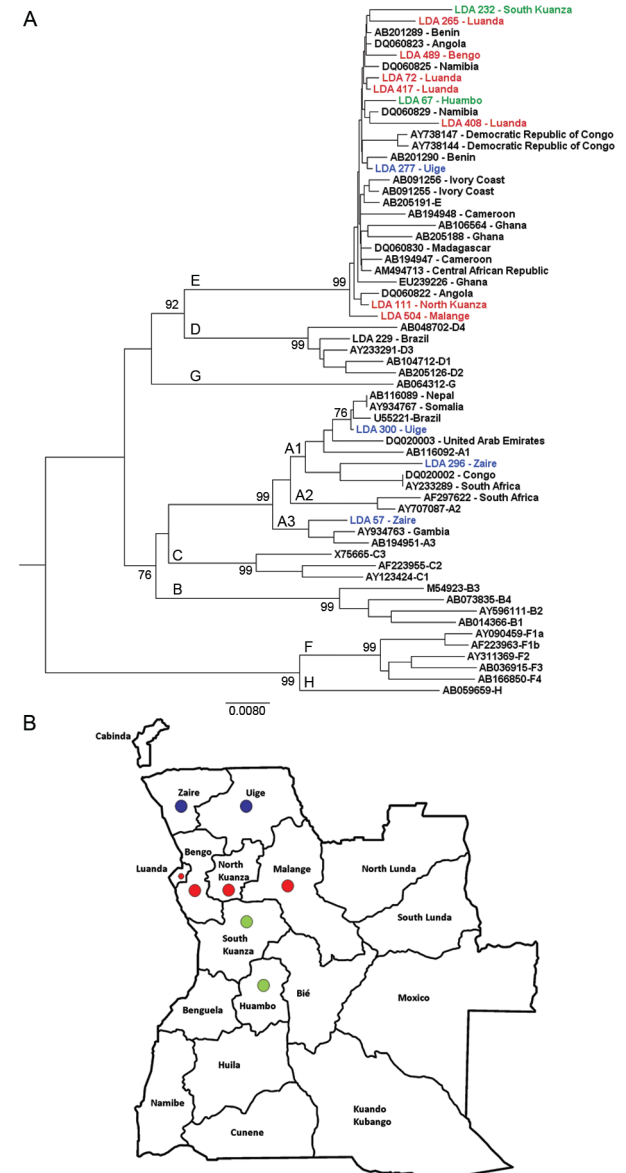 A
LDA 232 - South Kuanza
LDA 265 - Luanda
AB201289 - Benin
DQ060823 - Angola
LDA 489 - Bengo
DQ060825 - Namibia
LDA 72 - Luanda
LDA 417 - Luanda
LDA 67 - Huambo
DQ060829 - Namibia
LDA 408 - Luanda
AY738147 - Democratic Republic of Congo
AY738144 - Democratic Republic of Congo
AB201290 - Benin
LDA 277 - Uige
AB091256 - Ivory Coast
AB091255 - Ivory Coast
AB205191-E
AB194948 - Cameroon
AB106564 - Ghana
AB205188 - Ghana
DQ060830 - Madagascar
AB194947 - Cameroon
AM494713 - Central African Republic
EU239226 - Ghana
DQ060822 - Angola
LDA 111 - North Kuanza
LDA 504 - Malange
E
99
92
D
99
AB048702-D4
LDA 229 - Brazil
AY233291-D3
AB104712-D1
AB205126-D2
G
AB064312-G
AB116089 - Nepal
AY934767 - Somalia
76
U55221-Brazil
LDA 300 - Uige
DQ020003 - United Arab Emirates
A1
AB116092-A1
LDA 296 - Zaire
DQ020002 - Congo
AY233289 - South Africa
99
A2
AF297622 - South Africa
AY707087-A2
A3
LDA 57 - Zaire
AY934763 - Gambia
AB194951-A3
C
X75665-C3
99
AF223955-C2
AY123424-C1
76
B
M54923-B3
99
AB073835-B4
AY596111-B2
AB014366-B1
F
99
AY090459-F1a
AF223963-F1b
AY311369-F2
AB036915-F3
AB166850-F4
99
H
AB059659-H
0.0080
B
Cabinda
Zaire
Uige
Bengo
Luanda
North
Kuanza
Malange
North Lunda
South Lunda
South
Kuanza
Bié
Moxico
Huambo
Benguela
Huila
Namibe
Kuando
Kubango
Cunene